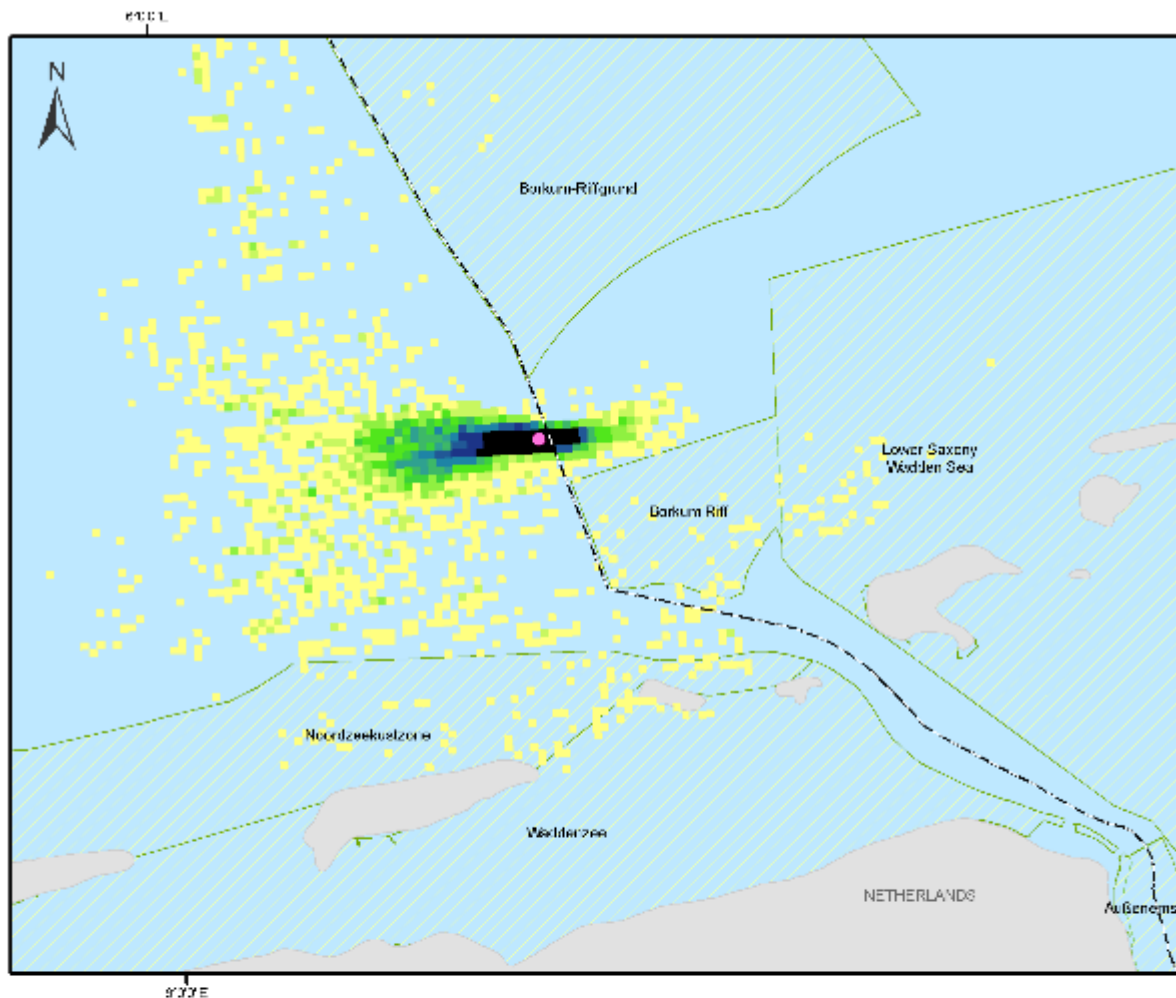 N
Borkum-Riffgrund
Lower Saxony
Wadden Sea
Borkum Riff
Noordzeekustzone
Waddenzee
NETHERLANDS
Außenems